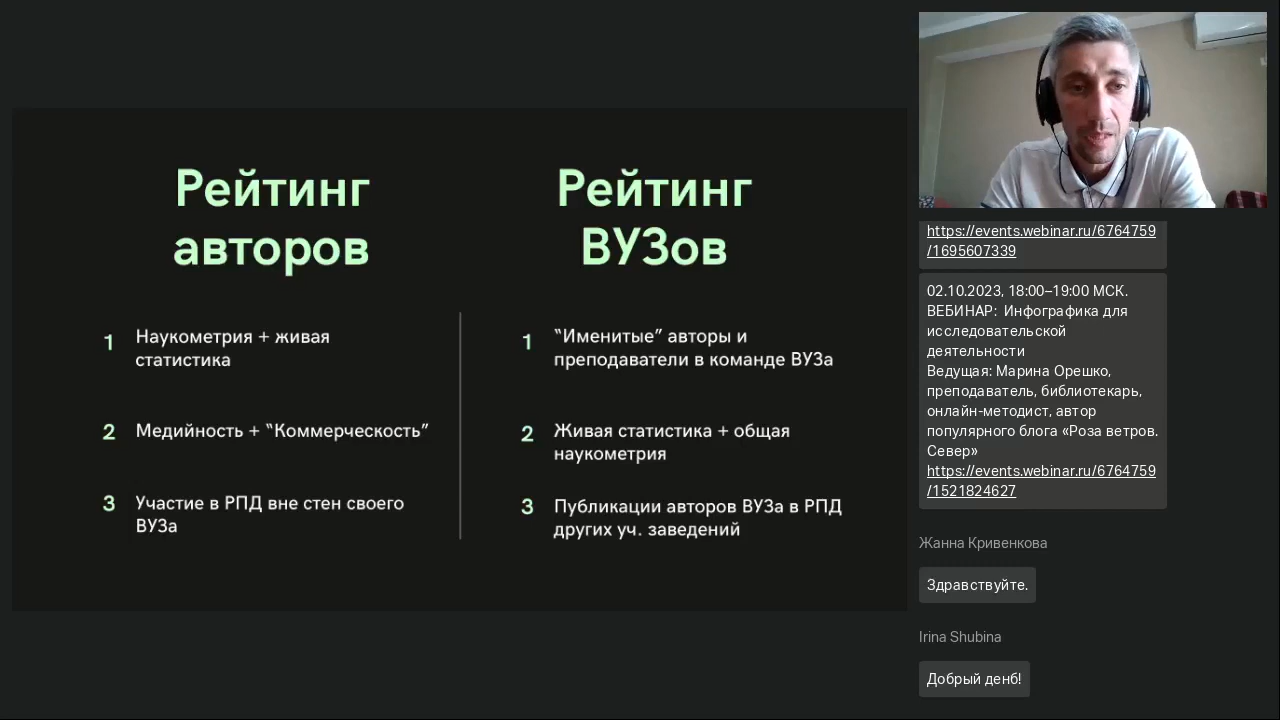 Рейтинг
авторов
1 Наукометрия + живая
статистика
2 Медийность + “Коммерческость”
3 Участие в РПД вне стен своего
ВУЗа
Рейтинг
ВУЗов
1 “Именитые” авторы и
преподаватели в команде ВУЗа
2 Живая статистика + общая
наукометрия
3 Публикации авторов ВУЗа в РПД
других уч. заведений
https://events.webinar.ru/6764759
/1695607339
02.10.2023, 18:00–19:00 МСК.
ВЕБИНАР: Инфографика для
исследовательской
деятельности
Ведущая: Марина Орешко,
преподаватель, библиотекарь,
онлайн-методист, автор
популярного блога «Роза ветров.
Север»
https://events.webinar.ru/6764759
/1521824627
Жанна Кривенкова
Здравствуйте.
Irina Shubina
Добрый денб!